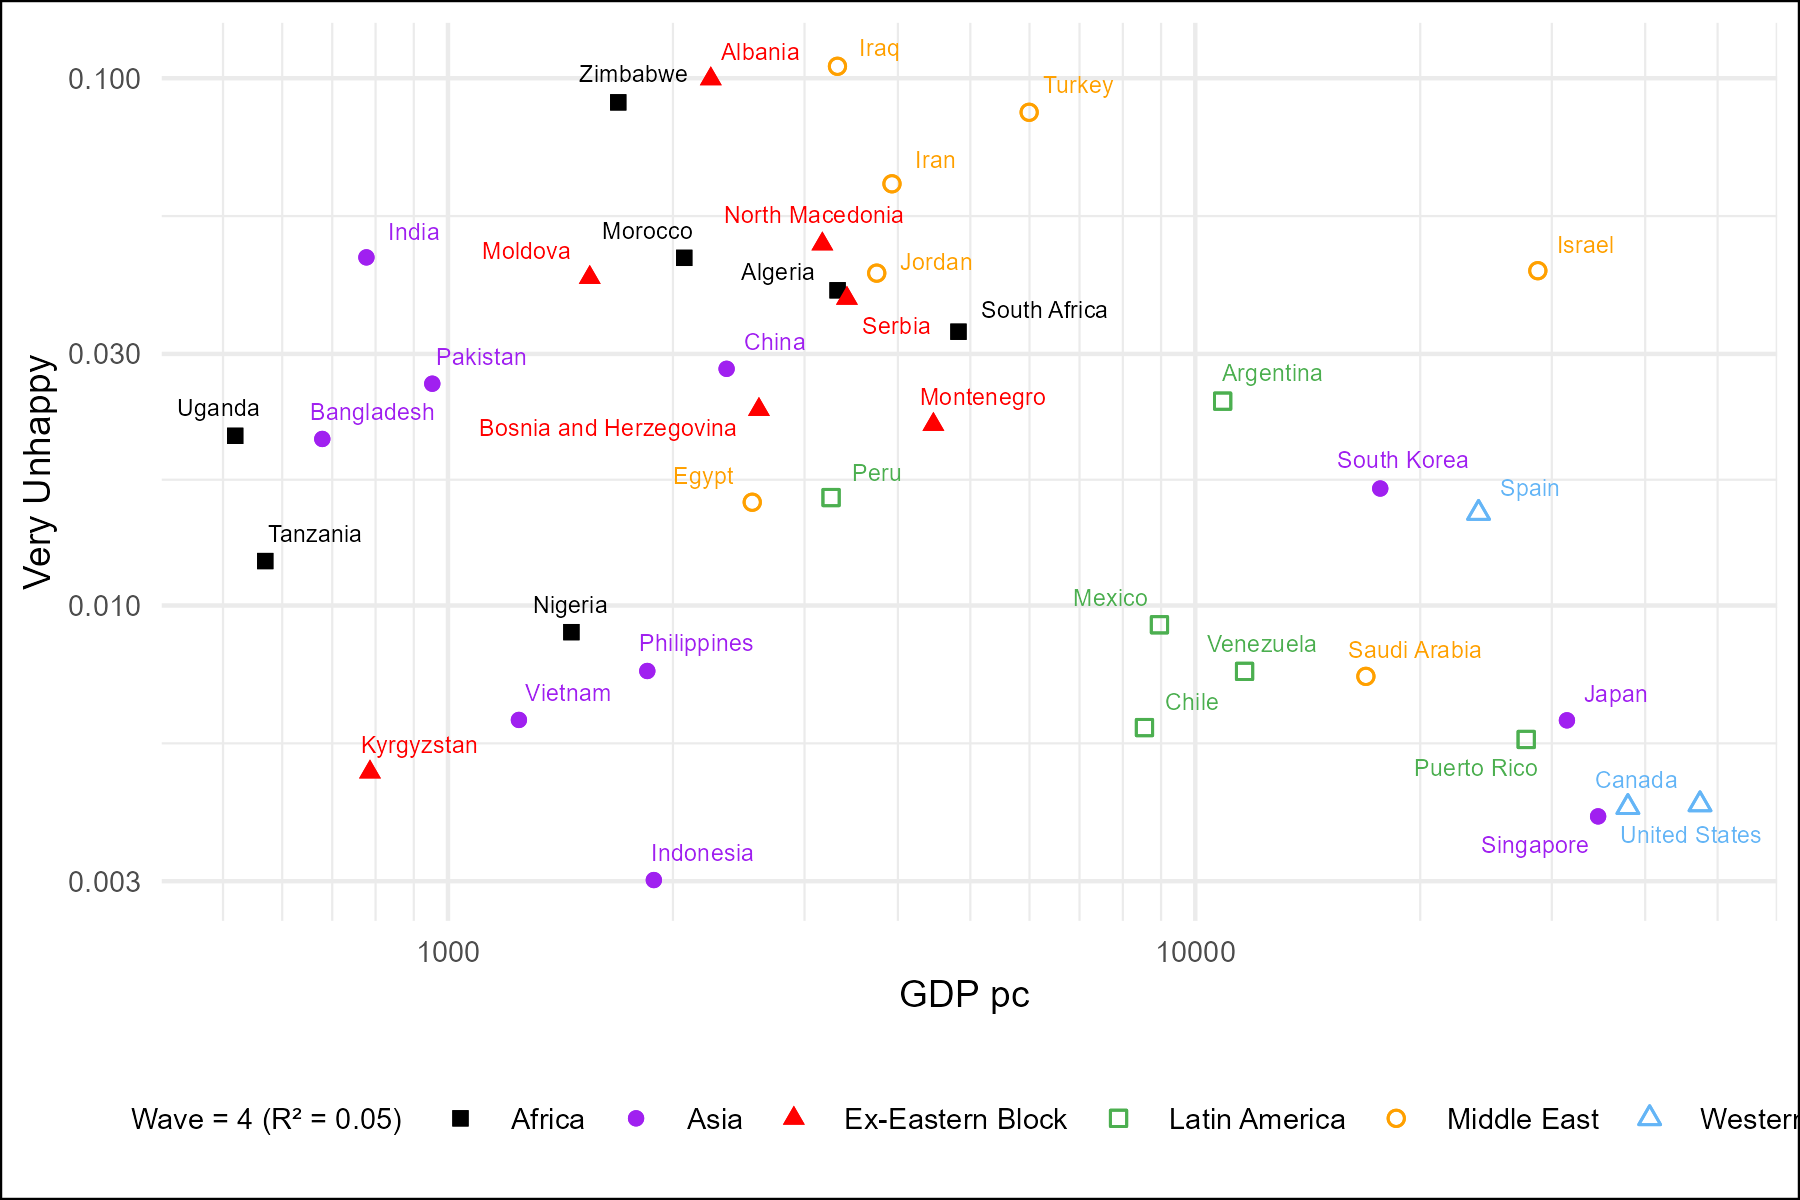 Albania
Iraq
Zimbabwe
0.100
Turkey
Iran
North Macedonia
India
Morocco
Israel
Moldova
Jordan
Algeria
South Africa
Serbia
China
0.030
Pakistan
Argentina
Montenegro
Uganda
Bangladesh
Bosnia and Herzegovina
South Korea
Egypt
Peru
Spain
Very Unhappy
Tanzania
Mexico
0.010
Nigeria
Philippines
Venezuela
Saudi Arabia
Vietnam
Japan
Chile
Kyrgyzstan
Puerto Rico
Canada
United States
Singapore
Indonesia
0.003
1000
10000
GDP pc
Wave = 4 (R² = 0.05) Africa Asia Ex-Eastern Block Latin America Middle East Western